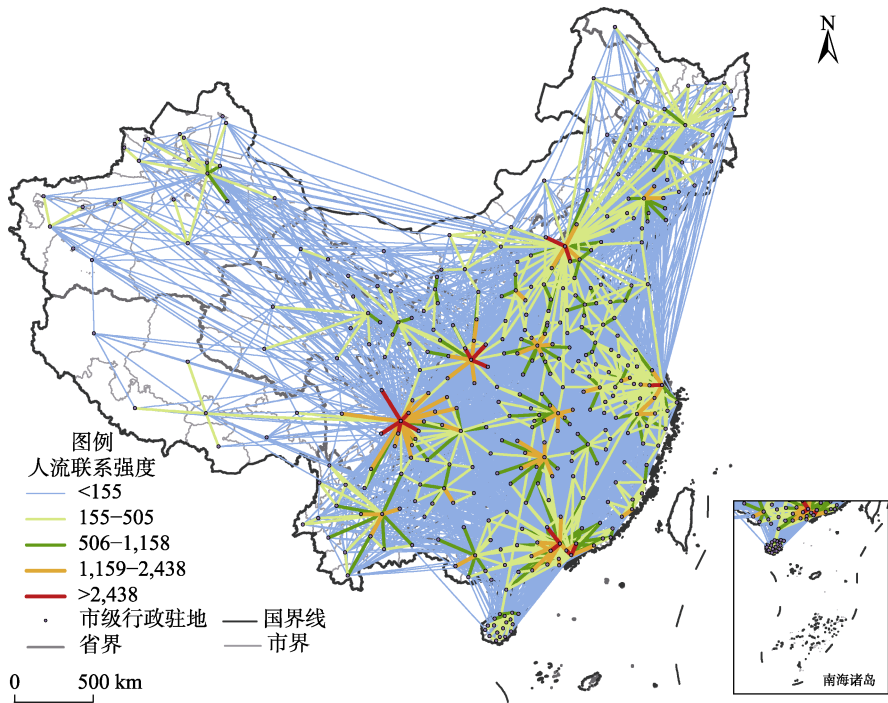 N
图例
人流联系强度
<155
155−505
506−1,158
1,159−2,438
>2,438
市级行政驻地
国界线
省界
市界
0 500 km
南海诸岛